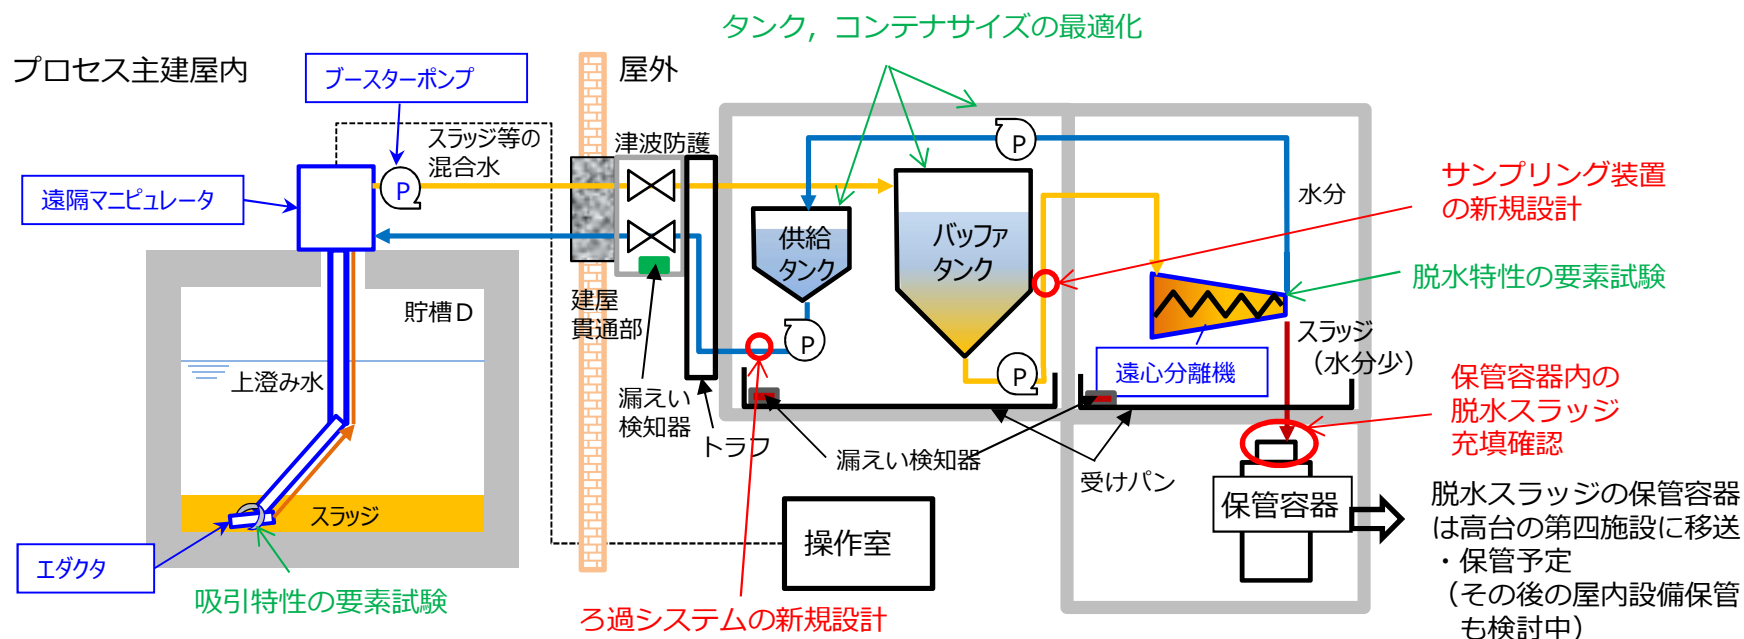 タンク，コンテナサイズの最適化
プロセス主建屋内
ブースターポンプ
屋外
スラッジ等の
混合水
津波防護
P
P
遠隔マニピュレータ
水分
サンプリング装置
の新規設計
供給
タンク
バッファ
タンク
脱水特性の要素試験
貯槽Ｄ
建屋
貫通部
P
P
スラッジ
（水分少）
遠心分離機
上澄み水
漏えい
検知器
トラフ
漏えい検知器
受けパン
保管容器内の
脱水スラッジ
充填確認
スラッジ
保管容器
脱水スラッジの保管容器
は高台の第四施設に移送
・保管予定
（その後の屋内設備保管
も検討中）
操作室
エダクタ
吸引特性の要素試験
ろ過システムの新規設計